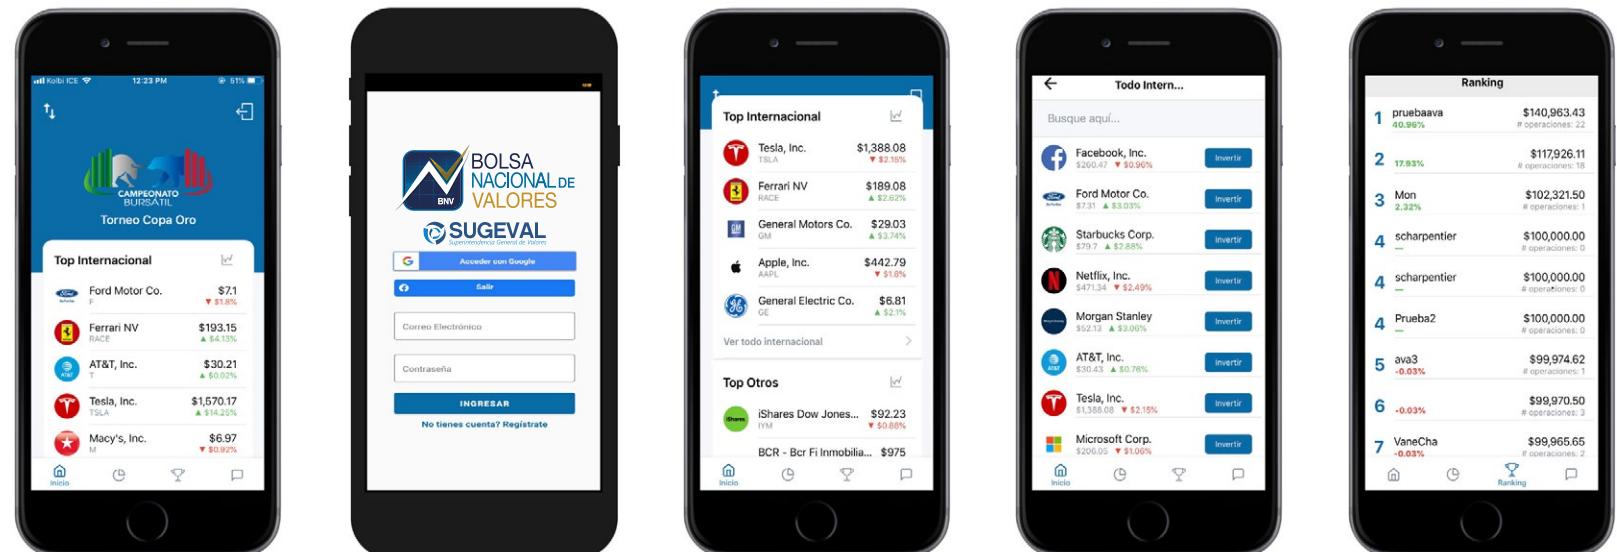 Kolbi ICE 12:23 PM 51%
CAMPEONATO
BURSÁTIL
Torneo Copa Oro
Top Internacional
Ford Motor Co. $7.1
F ▼ $1.8%
Ferrari NV $193.15
RACE ▲ $4.13%
AT&T, Inc. $30.21
T ▲ $0.02%
Tesla, Inc. $1,570.17
TSLA ▲ $14.25%
Macy's, Inc. $6.97
M ▼ $0.92%
Inicio
BOLSA
NACIONAL DE
VALORES
BNV
SUGEVAL
Superintendencia General de Valores
Acceder con Google
Salir
Correo Electrónico
Contraseña
INGRESAR
No tienes cuenta? Regístrate
Top Internacional
Tesla, Inc. $1,388.08
TSLA ▼ $2.15%
Ferrari NV $189.08
RACE ▲ $2.62%
GM
General Motors Co. $29.03
GM ▲ $3.74%
Apple, Inc. $442.79
AAPL ▼ $1.8%
General Electric Co. $6.81
GE ▲ $2.1%
Ver todo internacional
Top Otros
iShares Dow Jones... $92.23
IYM ▼ $0.88%
BCR - Bcr Fi Inmobilia... $975
Inicio
Todo Intern...
Busque aquí...
Facebook, Inc.
$260.47 ▼ $0.96%
Invertir
Ford Motor Co.
$7.31 ▲ $3.03%
Invertir
Starbucks Corp.
$79.7 ▲ $2.88%
Invertir
Netflix, Inc.
$471.34 ▼ $2.49%
Invertir
Morgan Stanley
$52.13 ▲ $3.06%
Invertir
AT&T, Inc.
$30.43 ▲ $0.76%
Invertir
Tesla, Inc.
$1,388.08 ▼ $2.15%
Invertir
Microsoft Corp.
$206.05 ▼ $1.06%
Invertir
Inicio
Ranking
1 pruebaava $140,963.43
40.96% # operaciones: 22
2 $117,926.11
17.93% # operaciones: 18
3 Mon $102,321.50
2.32% # operaciones: 1
4 scharpentier $100,000.00
— # operaciones: 0
4 scharpentier $100,000.00
— # operaciones: 0
4 Prueba2 $100,000.00
— # operaciones: 0
5 ava3 $99,974.62
-0.03% # operaciones: 1
6 $99,970.50
-0.03% # operaciones: 3
7 VaneCha $99,965.65
-0.03% # operaciones: 2
Ranking